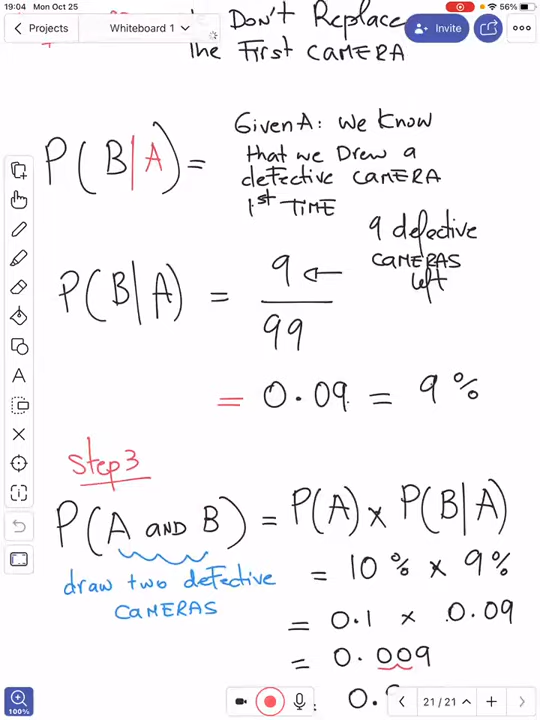 19:04 Mon Oct 25
56%
Projects
Whiteboard 1
Invite
Don't Replace
the First CAMERA
P(B|A) =
Given A: we know
that we Drew a
defective CAMERA
1st TIME
9 defective
CAMERAS
left
P(B|A) = 9 ←
99
= 0.09 = 9%
Step 3
P(A AND B) = P(A) × P(B|A)
draw two defective
CAMERAS
= 10% × 9%
= 0.1 × 0.09
= 0.009
21/21
100%